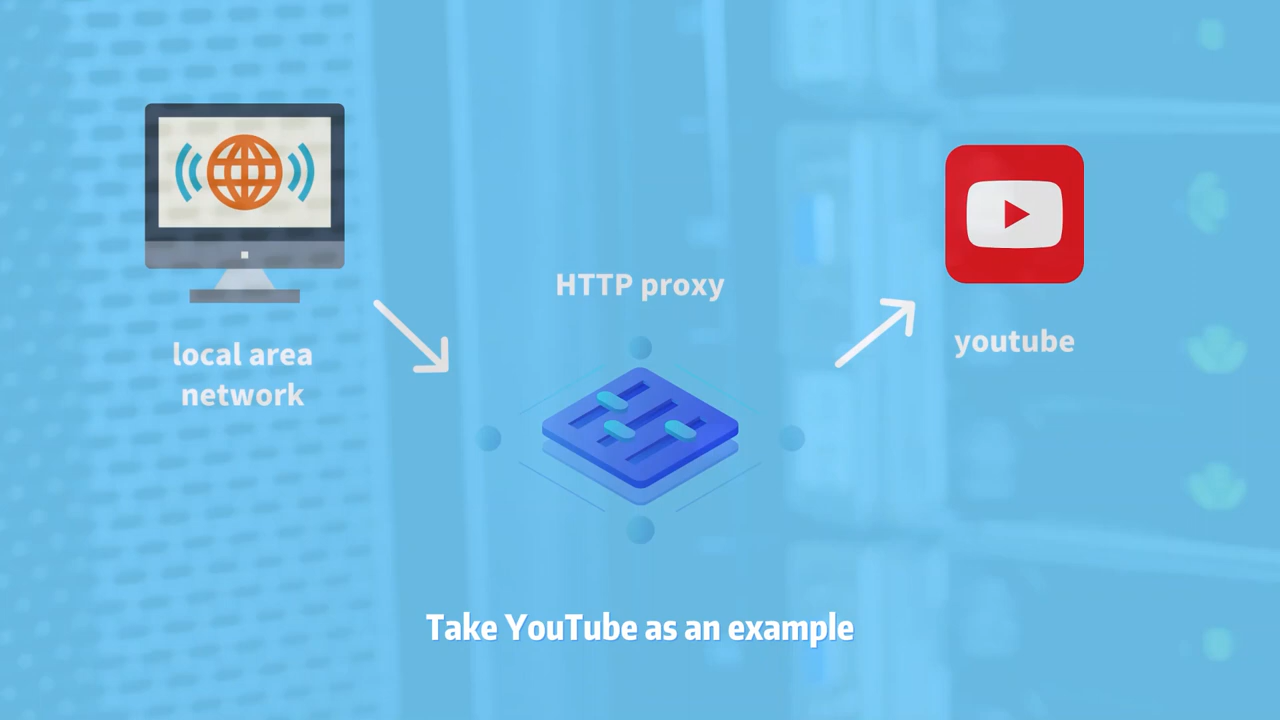 HTTP proxy
local area
network
youtube
Take YouTube as an example